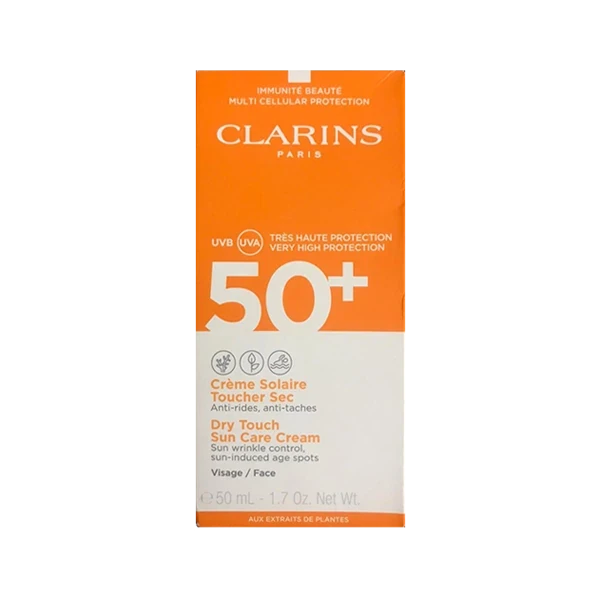 IMMUNITÉ BEAUTÉ
MULTI CELLULAR PROTECTION
CLARINS
PARIS
UVB UVA TRÈS HAUTE PROTECTION
VERY HIGH PROTECTION
50+
Crème Solaire
Toucher Sec
Anti-rides, anti-taches
Dry Touch
Sun Care Cream
Sun wrinkle control,
sun-induced age spots
Visage / Face
℮ 50 mL - 1.7 Oz. Net Wt.
AUX EXTRAITS DE PLANTES